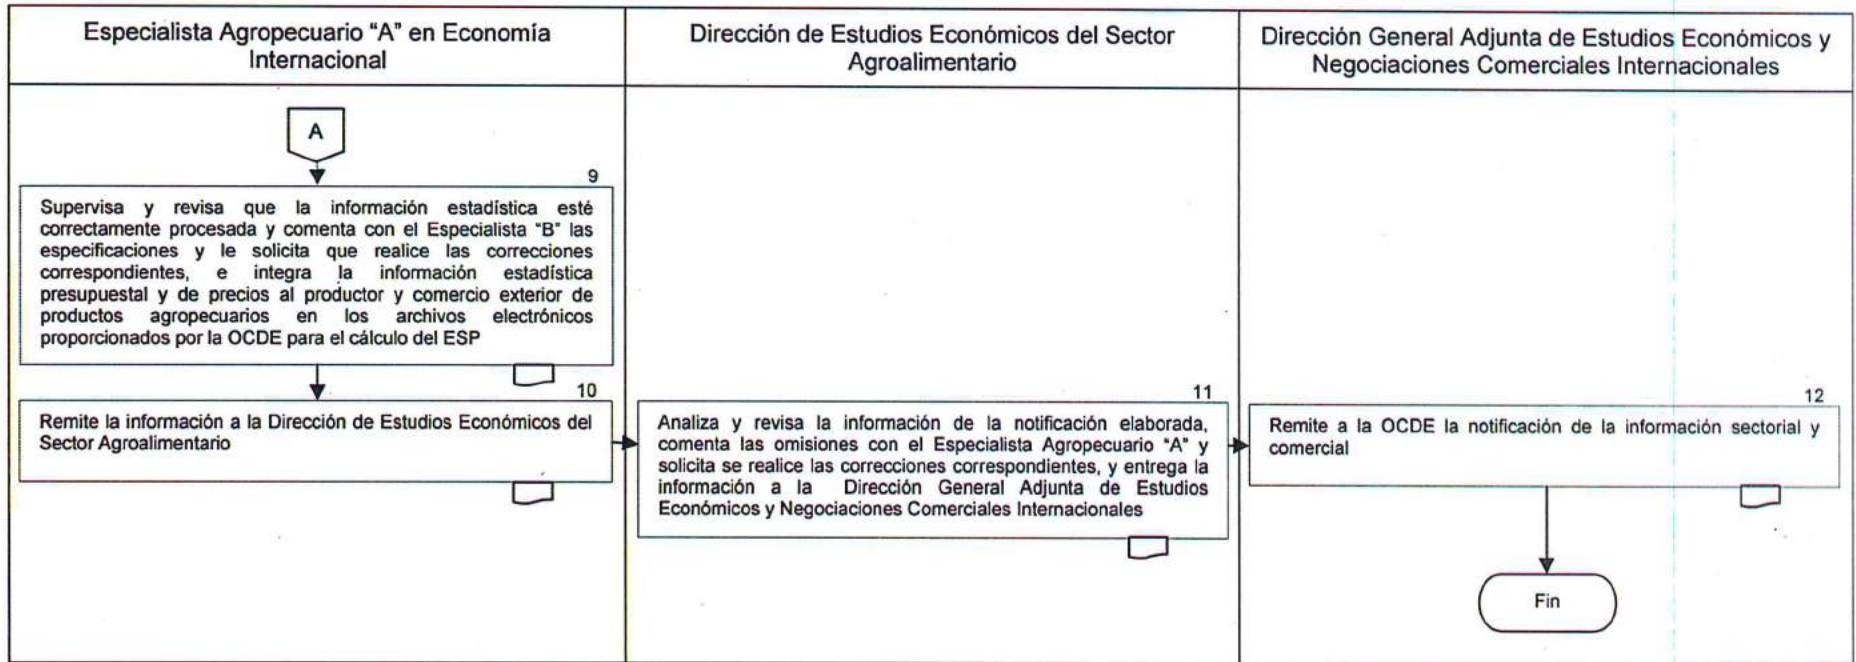 Especialista Agropecuario “A” en Economía
Internacional
Dirección de Estudios Económicos del Sector
Agroalimentario
Dirección General Adjunta de Estudios Económicos y
Negociaciones Comerciales Internacionales
A
9
Supervisa y revisa que la información estadística esté
correctamente procesada y comenta con el Especialista “B” las
especificaciones y le solicita que realice las correcciones
correspondientes, e integra la información estadística
presupuestal y de precios al productor y comercio exterior de
productos agropecuarios en los archivos electrónicos
proporcionados por la OCDE para el cálculo del ESP
10
Remite la información a la Dirección de Estudios Económicos del
Sector Agroalimentario
11
Analiza y revisa la información de la notificación elaborada,
comenta las omisiones con el Especialista Agropecuario “A” y
solicita se realice las correcciones correspondientes, y entrega la
información a la Dirección General Adjunta de Estudios
Económicos y Negociaciones Comerciales Internacionales
12
Remite a la OCDE la notificación de la información sectorial y
comercial
Fin